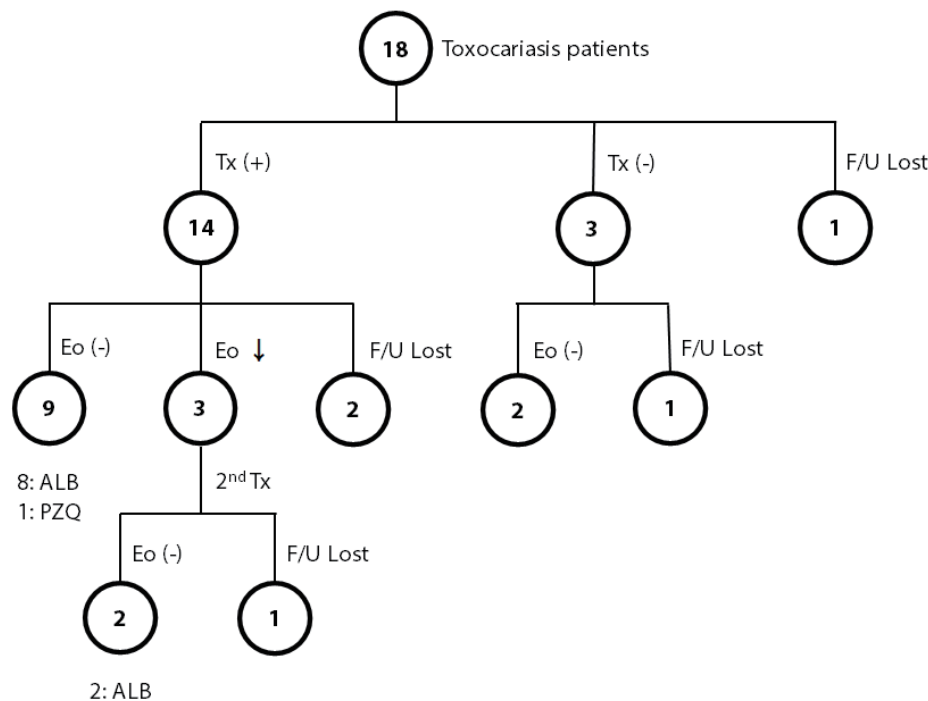 18 Toxocariasis patients
Tx (+)
Tx (-)
F/U Lost
14
3
1
Eo (-)
Eo ↓
F/U Lost
Eo (-)
F/U Lost
9
3
2
2
1
8: ALB
1: PZQ
2nd Tx
Eo (-)
F/U Lost
2
1
2: ALB